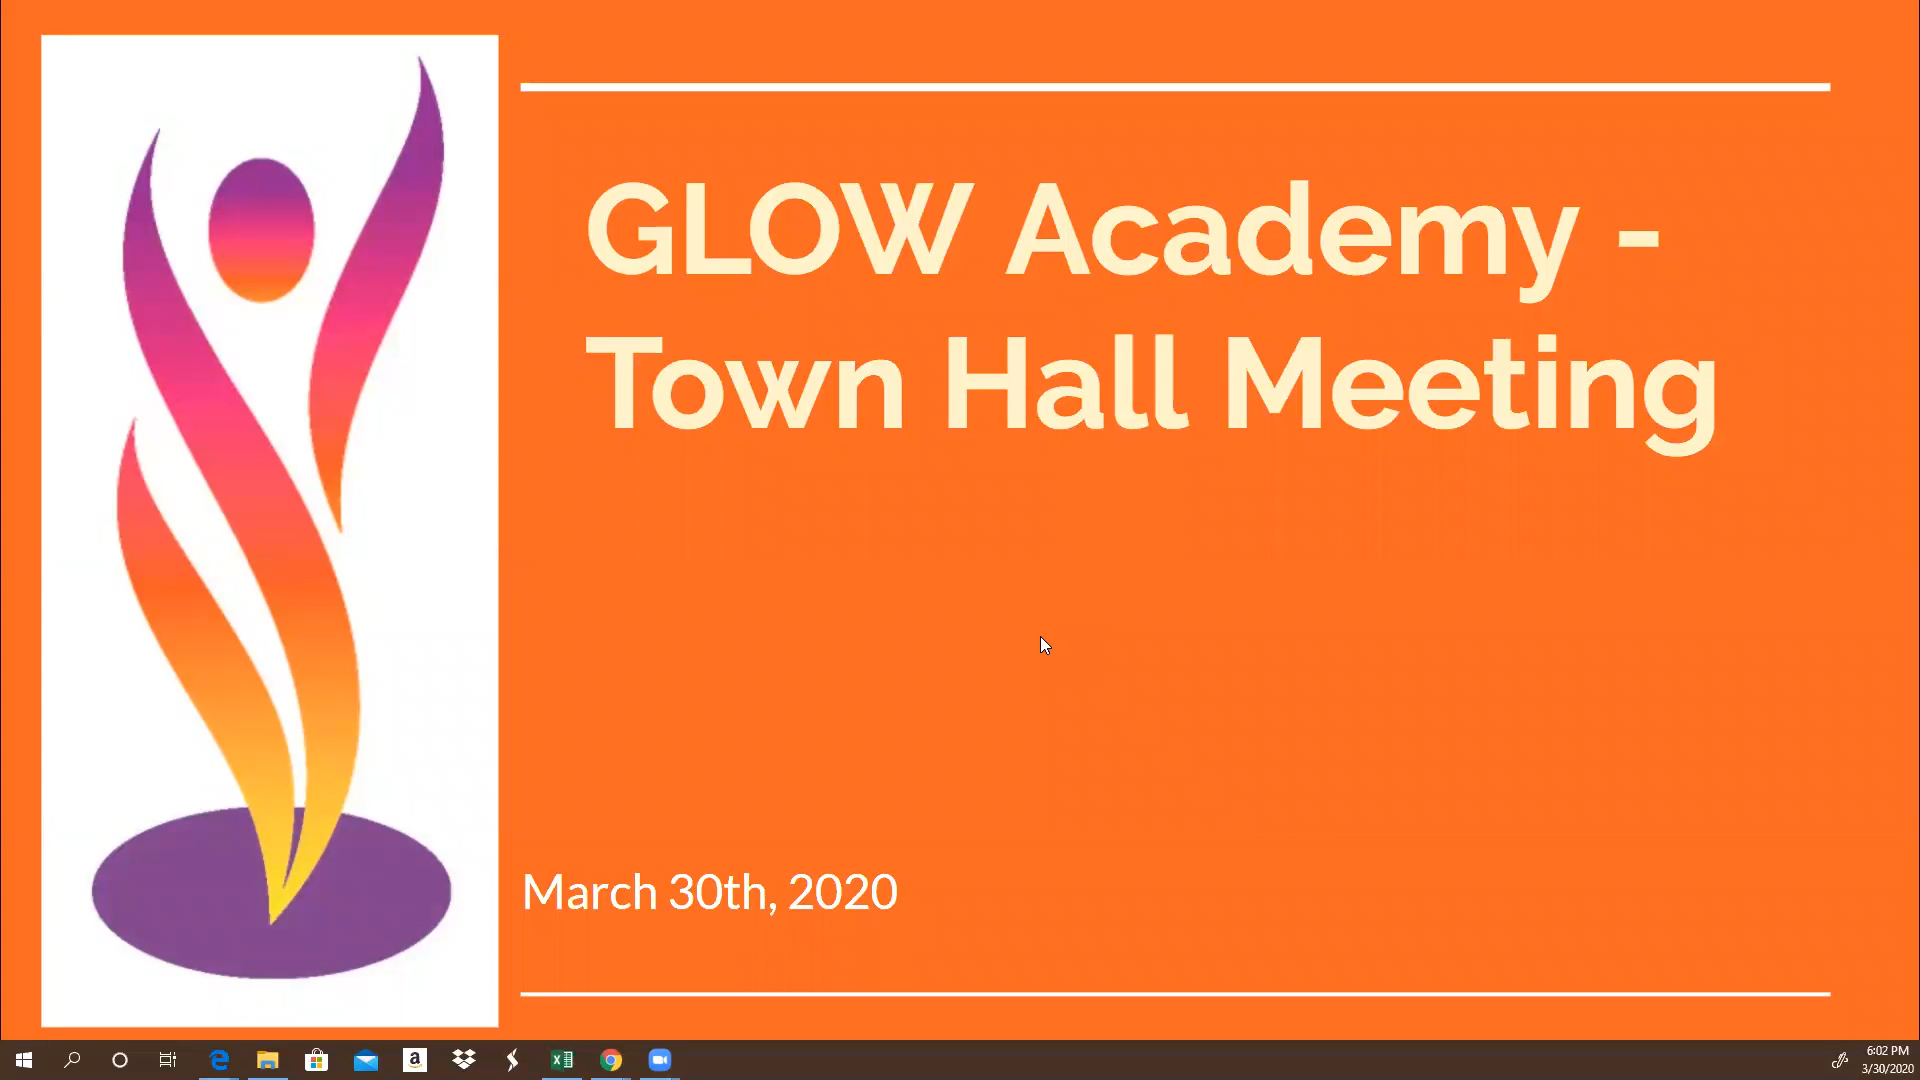 GLOW Academy -
Town Hall Meeting
March 30th, 2020
6:02 PM
3/30/2020